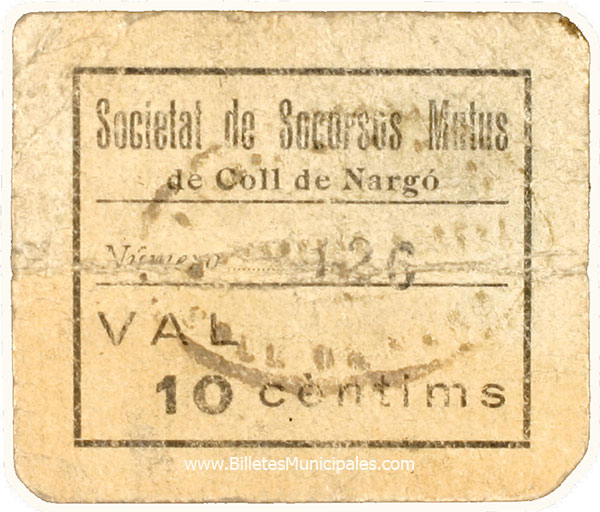 Societat de Socorsos Mutus
de Coll de Nargó
Número 126
VAL
10 cèntims
www.BilletesMunicipales.com